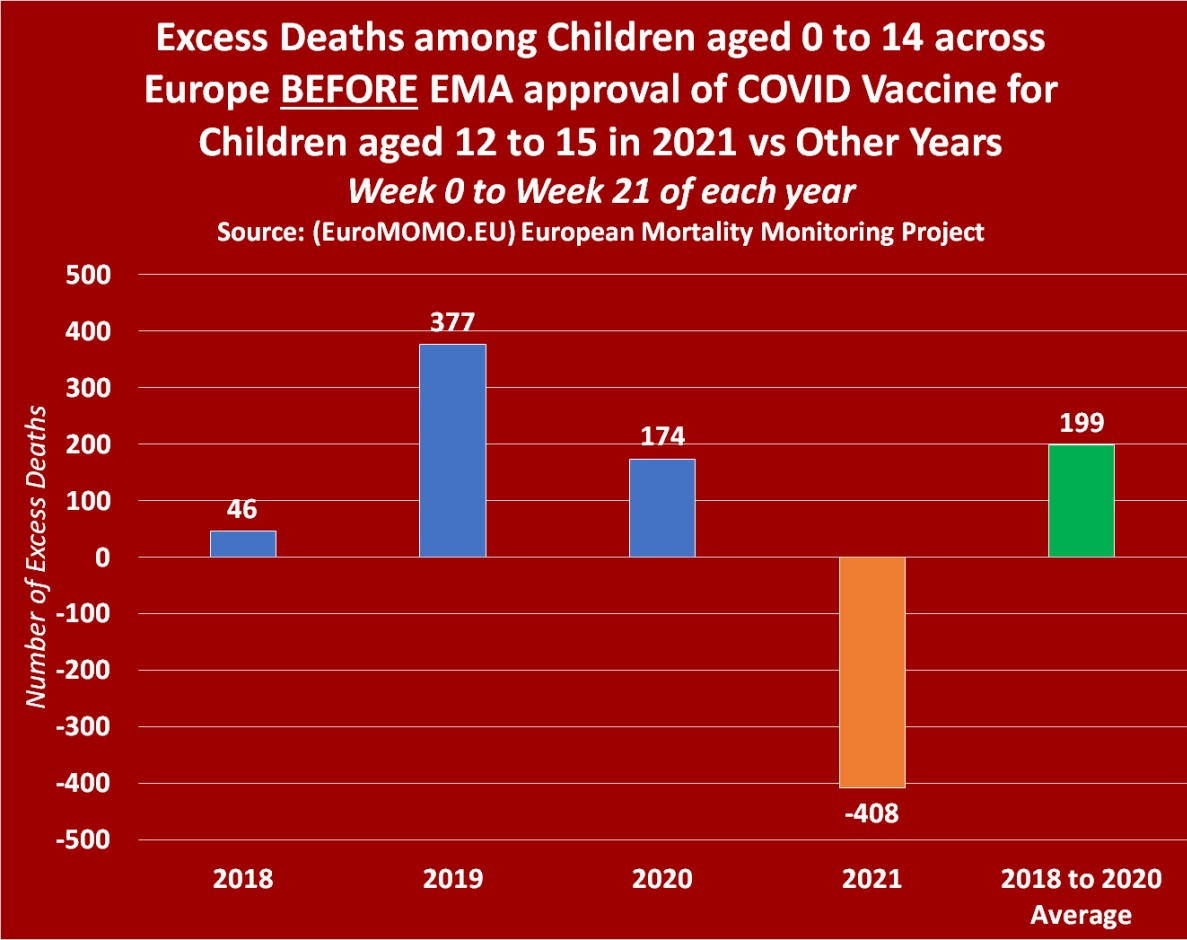 Excess Deaths among Children aged 0 to 14 across
Europe BEFORE EMA approval of COVID Vaccine for
Children aged 12 to 15 in 2021 vs Other Years
Week 0 to Week 21 of each year
Source: (EuroMOMO.EU) European Mortality Monitoring Project
Number of Excess Deaths
500
400
300
200
100
0
-100
-200
-300
-400
-500
46
377
174
-408
199
2018
2019
2020
2021
2018 to 2020
Average